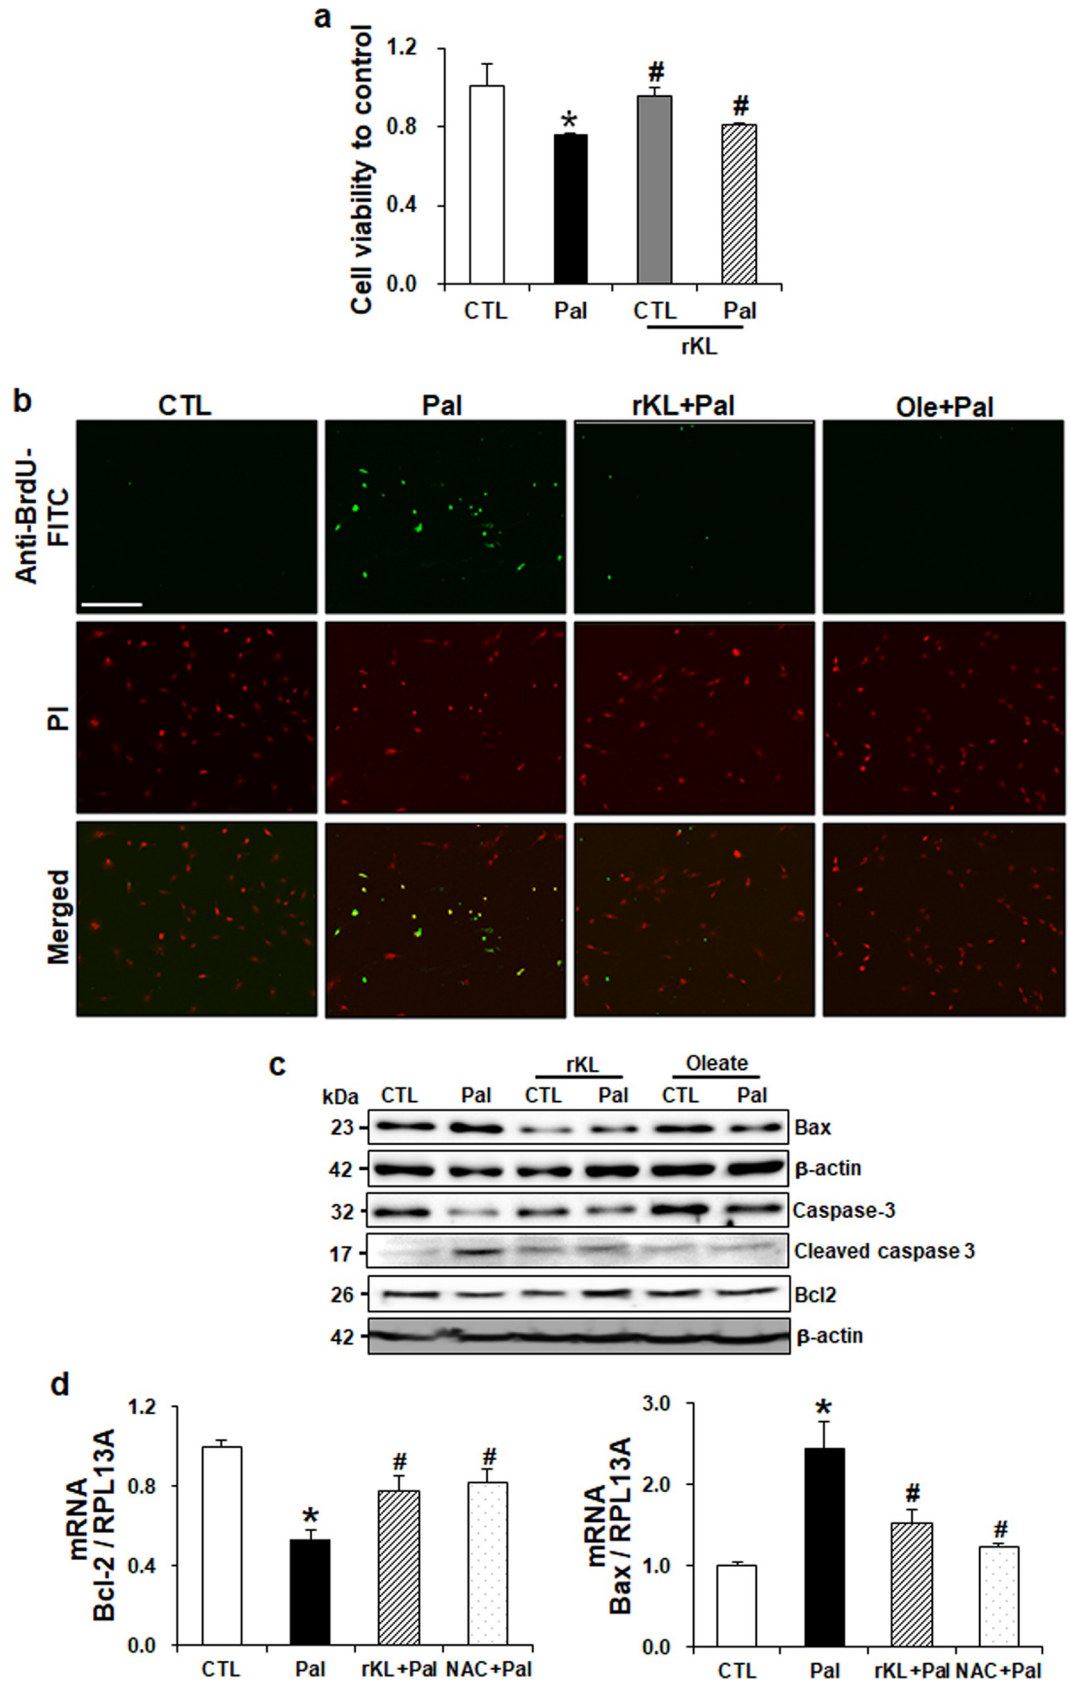 a
Cell viability to control
1.2
0.8
0.4
0.0
*
#
#
CTL Pal CTL Pal
rKL
b
CTL Pal rKL+Pal Ole+Pal
Anti-BrdU-
FITC
PI
Merged
c
rKL Oleate
kDa CTL Pal CTL Pal CTL Pal
23 Bax
42 β-actin
32 Caspase-3
17 Cleaved caspase 3
26 Bcl2
42 β-actin
d
mRNA
Bcl-2 / RPL13A
1.2
0.8
0.4
0.0
*
#
#
CTL Pal rKL+Pal NAC+Pal
mRNA
Bax / RPL13A
3.0
2.0
1.0
0.0
*
#
#
CTL Pal rKL+Pal NAC+Pal